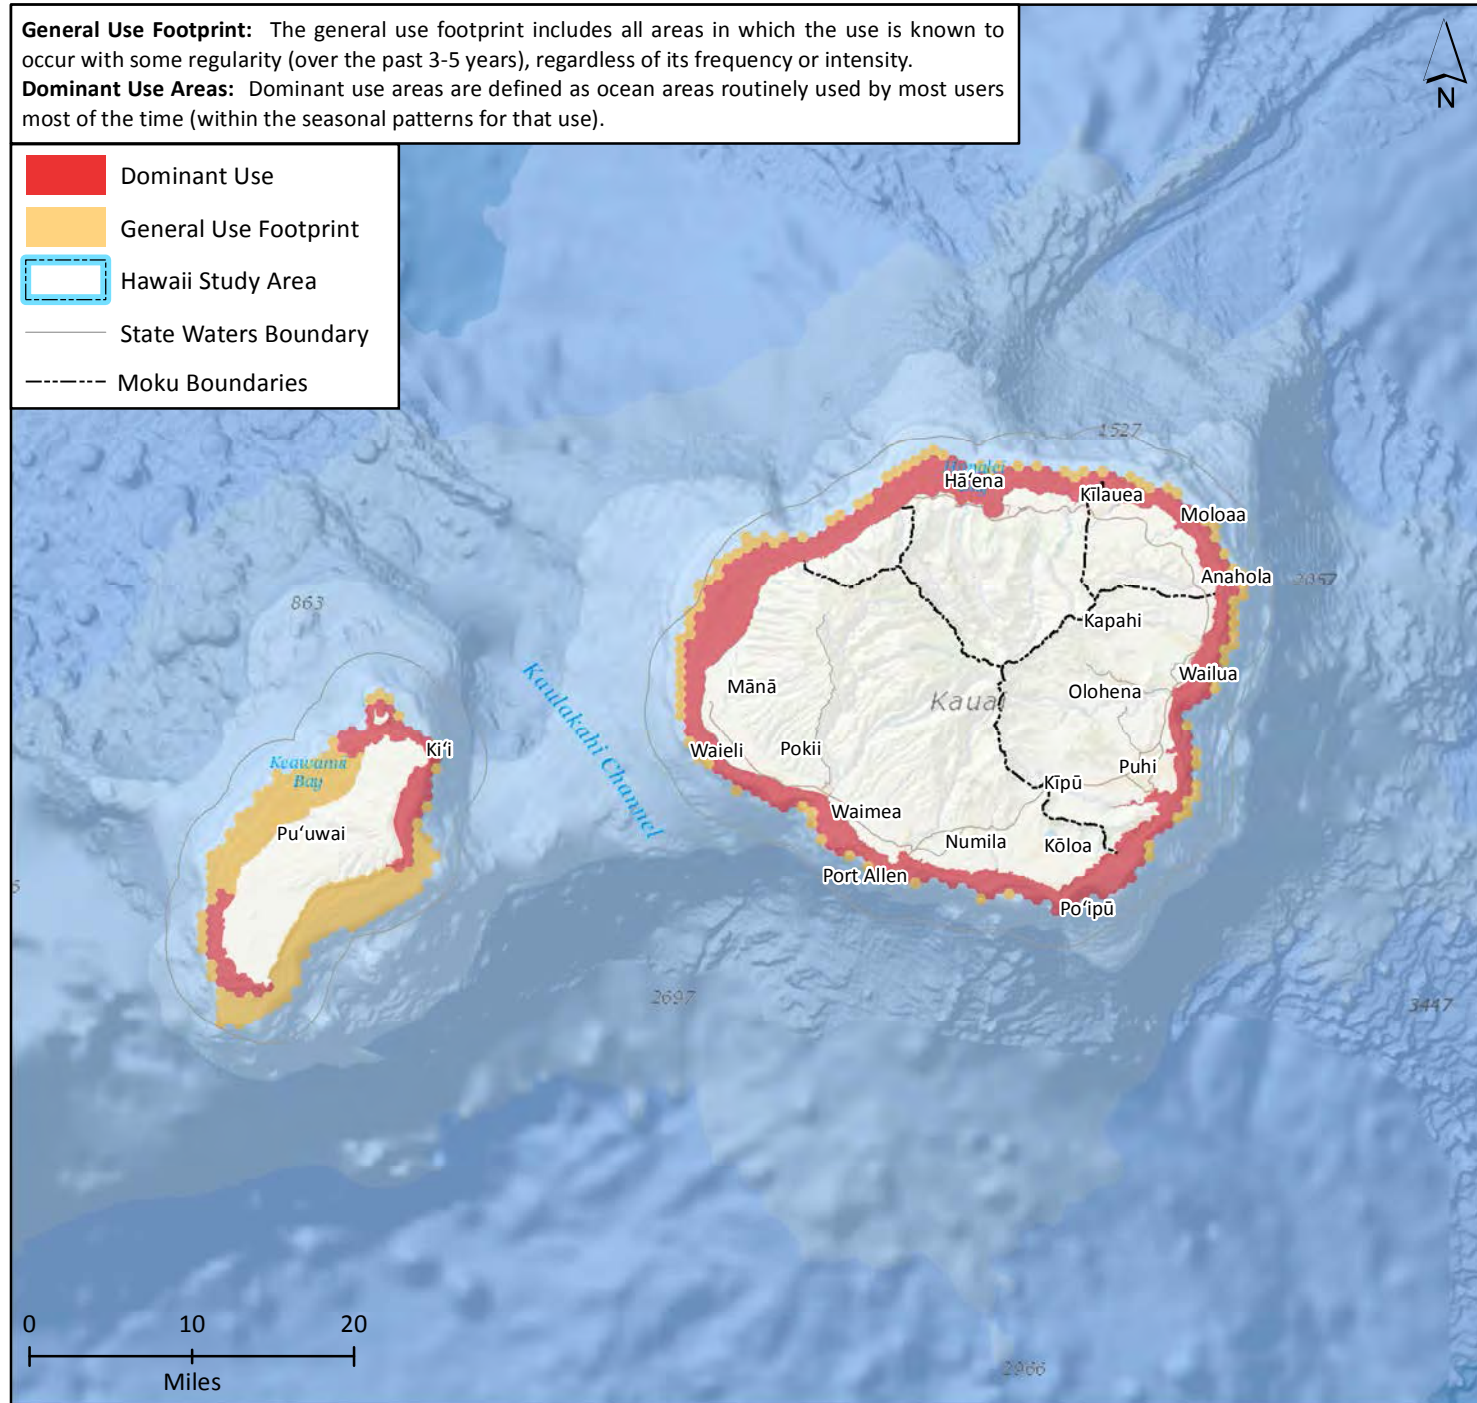 General Use Footprint: The general use footprint includes all areas in which the use is known to
occur with some regularity (over the past 3-5 years), regardless of its frequency or intensity.
Dominant Use Areas: Dominant use areas are defined as ocean areas routinely used by most users
most of the time (within the seasonal patterns for that use).
N
Dominant Use
General Use Footprint
Hawaii Study Area
State Waters Boundary
Moku Boundaries
1527
Hāʻena
Kīlauea
Moloaa
Anahola
2057
863
Kapahi
Kaulakahi Channel
Mānā
Kauai
Olohena
Wailua
Kiʻi
Waieli
Pokii
Puhi
Keawanui
Bay
Kīpū
Puʻuwai
Waimea
Numila
Kōloa
Port Allen
Poʻipū
2697
3447
0 10 20
Miles
2966